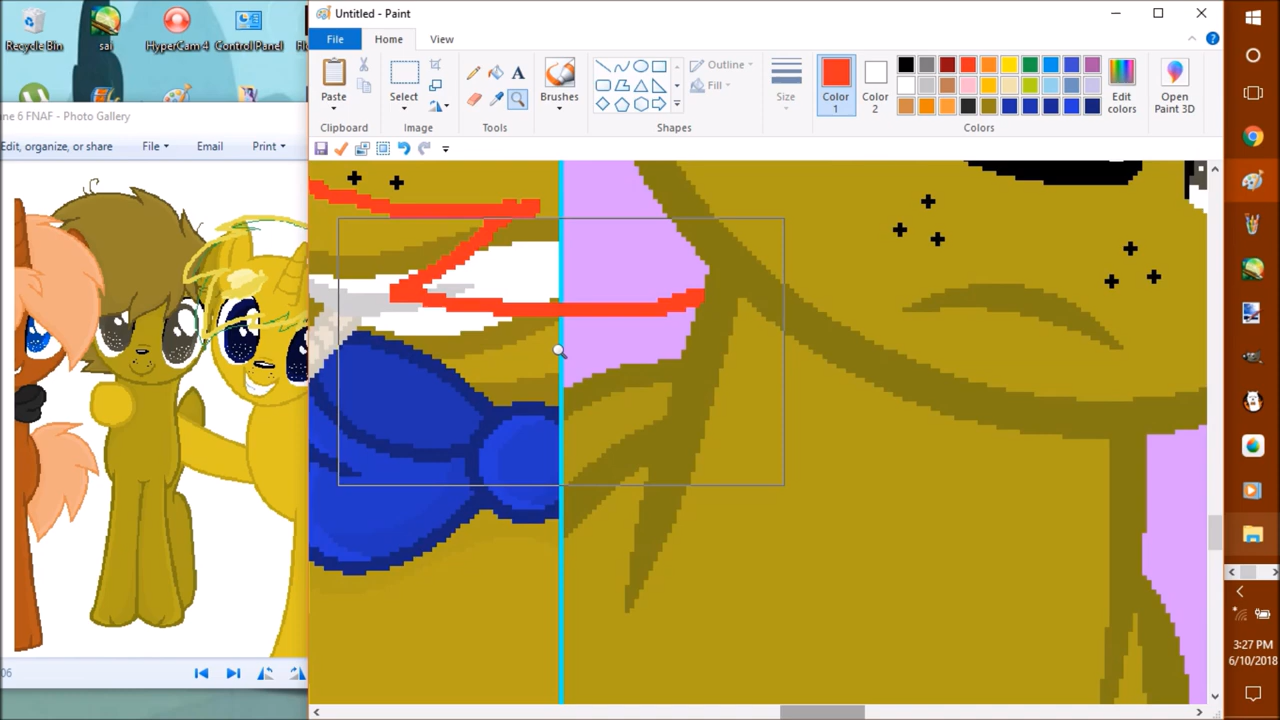 Untitled - Paint
Recycle Bin
sai
HyperCam 4
Control Panel
File
Home
View
Paste
Select
Brushes
Outline
Fill
Size
Color
1
Color
2
Edit
colors
Open
Paint 3D
Clipboard
Image
Tools
Shapes
Colors
ne 6 FNAF - Photo Gallery
Edit, organize, or share
File
Email
Print
06
3:27 PM
6/10/2018